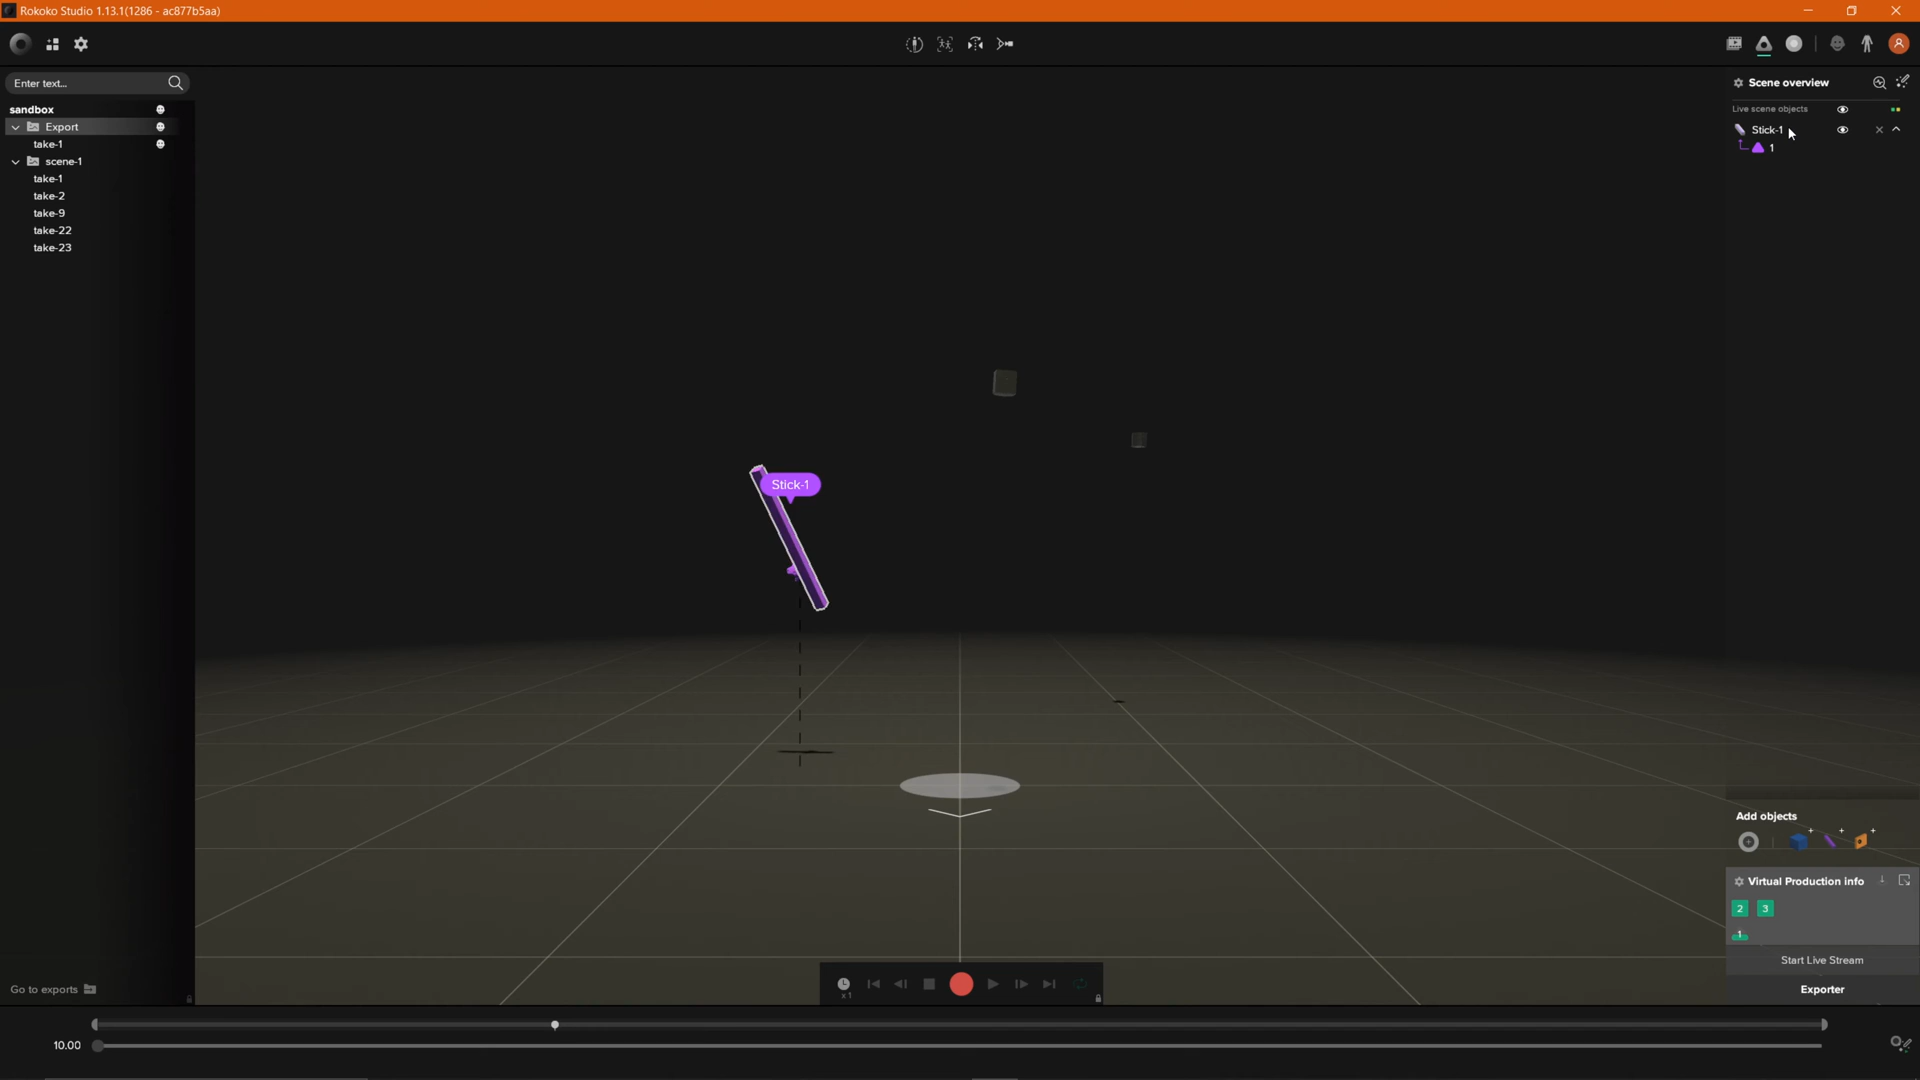 Rokoko Studio 1.13.1(1286 - ac877b5aa)
Enter text...
sandbox
Export
take-1
scene-1
take-1
take-2
take-9
take-22
take-23
Go to exports
Stick-1
x 1
Scene overview
Live scene objects
Stick-1
1
Add objects
Virtual Production info
2 3
1
Start Live Stream
Exporter
10.00